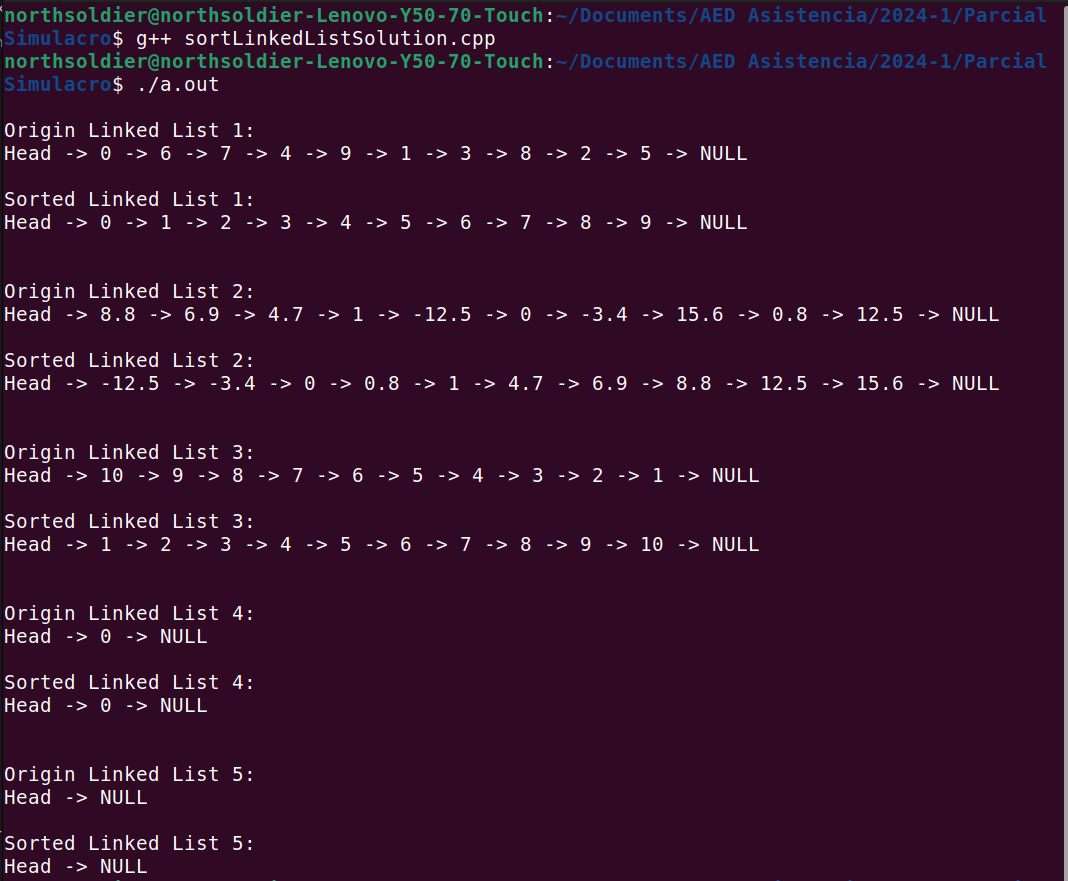 northsoldier@northsoldier-Lenovo-Y50-70-Touch:~/Documents/AED Asistencia/2024-1/Parcial
Simulacro$ g++ sortLinkedListSolution.cpp
northsoldier@northsoldier-Lenovo-Y50-70-Touch:~/Documents/AED Asistencia/2024-1/Parcial
Simulacro$ ./a.out
Origin Linked List 1:
Head -> 0 -> 6 -> 7 -> 4 -> 9 -> 1 -> 3 -> 8 -> 2 -> 5 -> NULL
Sorted Linked List 1:
Head -> 0 -> 1 -> 2 -> 3 -> 4 -> 5 -> 6 -> 7 -> 8 -> 9 -> NULL
Origin Linked List 2:
Head -> 8.8 -> 6.9 -> 4.7 -> 1 -> -12.5 -> 0 -> -3.4 -> 15.6 -> 0.8 -> 12.5 -> NULL
Sorted Linked List 2:
Head -> -12.5 -> -3.4 -> 0 -> 0.8 -> 1 -> 4.7 -> 6.9 -> 8.8 -> 12.5 -> 15.6 -> NULL
Origin Linked List 3:
Head -> 10 -> 9 -> 8 -> 7 -> 6 -> 5 -> 4 -> 3 -> 2 -> 1 -> NULL
Sorted Linked List 3:
Head -> 1 -> 2 -> 3 -> 4 -> 5 -> 6 -> 7 -> 8 -> 9 -> 10 -> NULL
Origin Linked List 4:
Head -> 0 -> NULL
Sorted Linked List 4:
Head -> 0 -> NULL
Origin Linked List 5:
Head -> NULL
Sorted Linked List 5:
Head -> NULL